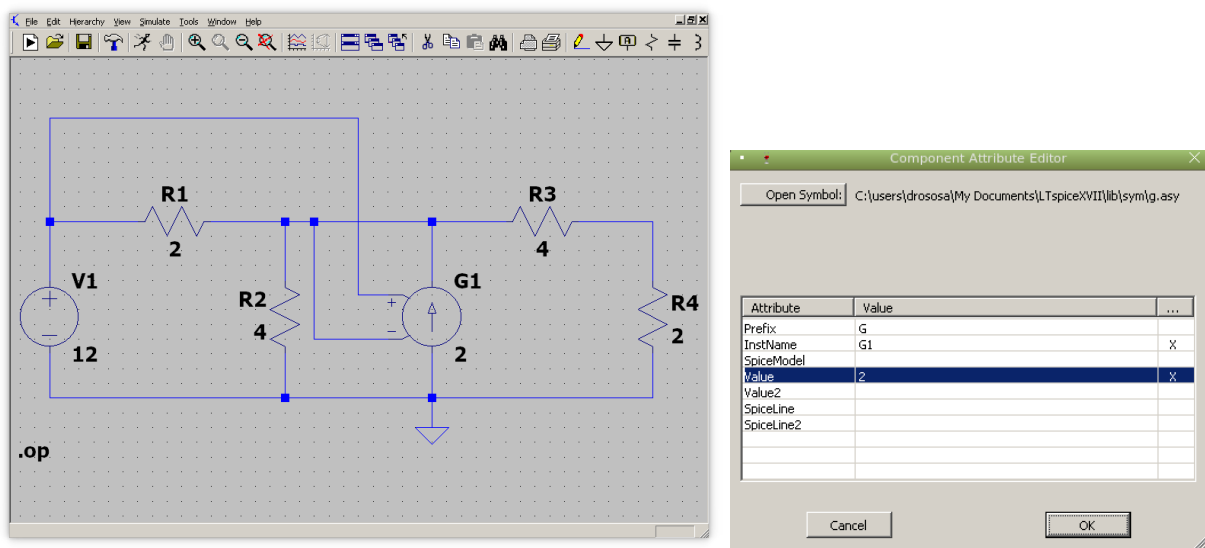 File Edit Hierarchy View Simulate Tools Window Help
R1
2
R3
4
V1
12
R2
4
+
−
G1
2
R4
2
.op
Component Attribute Editor
Open Symbol: C:\users\drososa\My Documents\LTspiceXVII\lib\sym\g.asy
Attribute Value ...
Prefix G
InstName G1 X
SpiceModel
Value 2 X
Value2
SpiceLine
SpiceLine2
Cancel OK